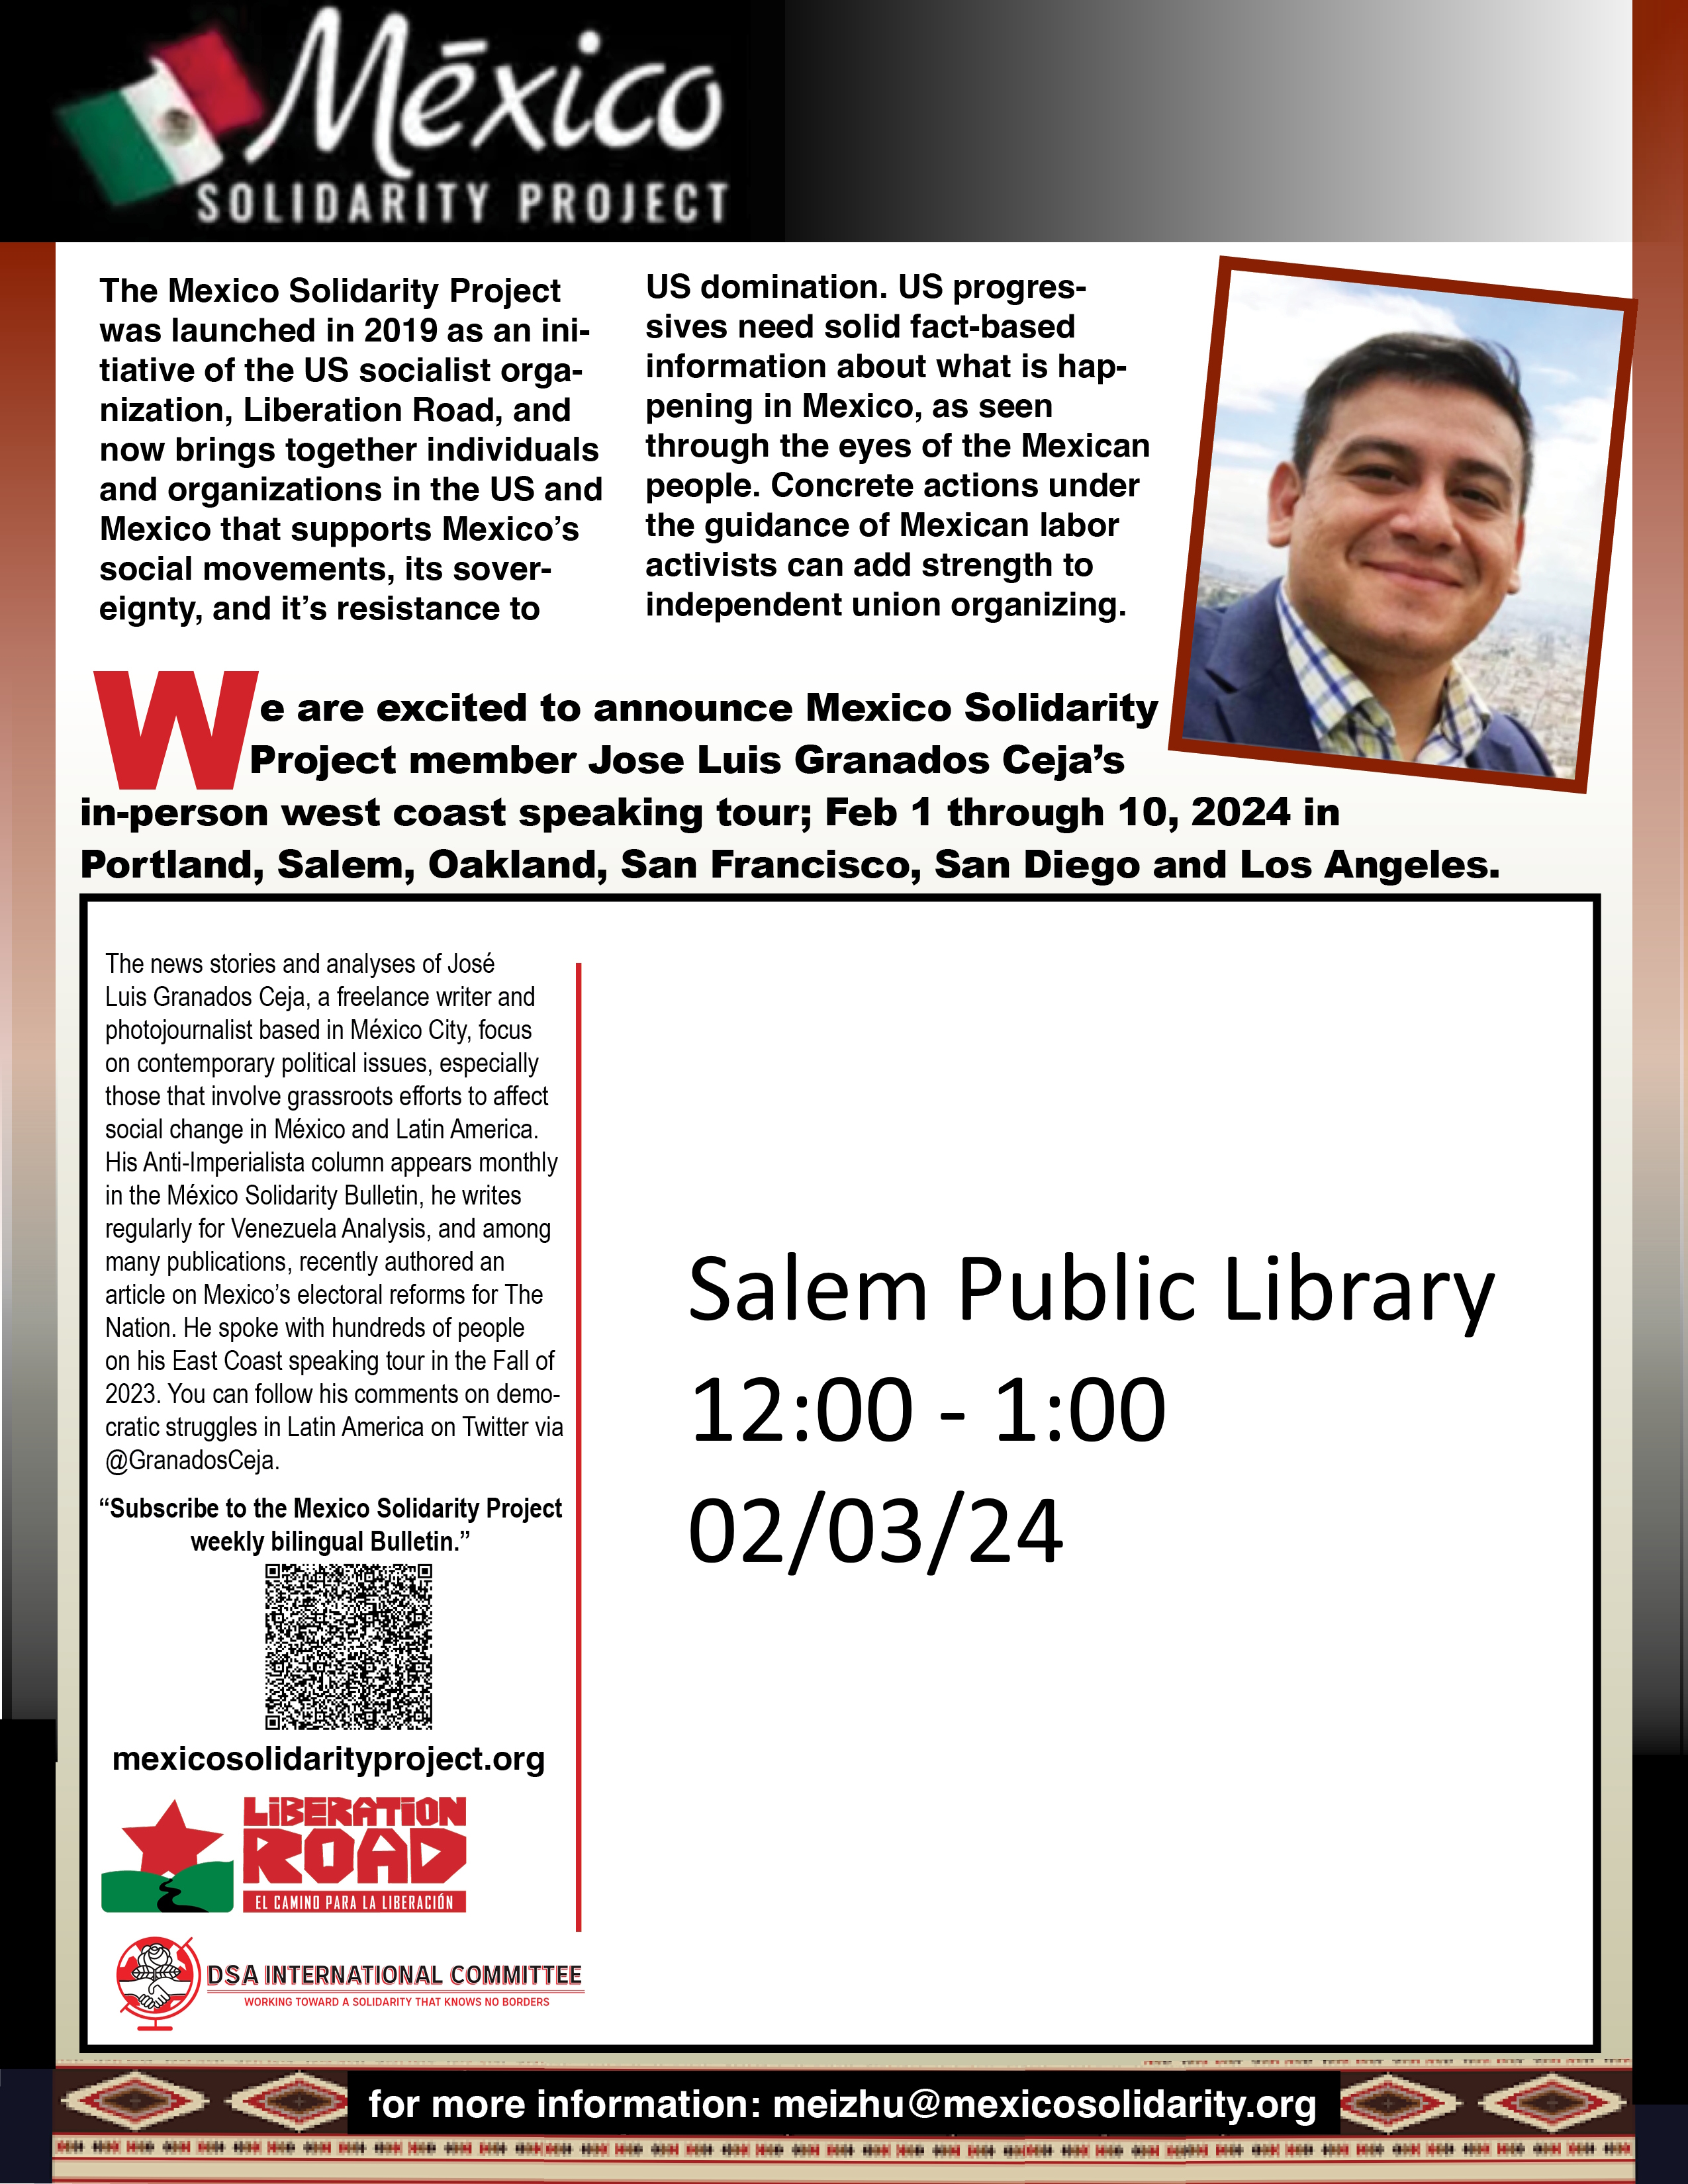 México
SOLIDARITY PROJECT
The Mexico Solidarity Project
was launched in 2019 as an ini-
tiative of the US socialist orga-
nization, Liberation Road, and
now brings together individuals
and organizations in the US and
Mexico that supports Mexico’s
social movements, its sover-
eignty, and it’s resistance to
US domination. US progres-
sives need solid fact-based
information about what is hap-
pening in Mexico, as seen
through the eyes of the Mexican
people. Concrete actions under
the guidance of Mexican labor
activists can add strength to
independent union organizing.
We are excited to announce Mexico Solidarity
Project member Jose Luis Granados Ceja’s
in-person west coast speaking tour; Feb 1 through 10, 2024 in
Portland, Salem, Oakland, San Francisco, San Diego and Los Angeles.
The news stories and analyses of José
Luis Granados Ceja, a freelance writer and
photojournalist based in México City, focus
on contemporary political issues, especially
those that involve grassroots efforts to affect
social change in México and Latin America.
His Anti-Imperialista column appears monthly
in the México Solidarity Bulletin, he writes
regularly for Venezuela Analysis, and among
many publications, recently authored an
article on Mexico’s electoral reforms for The
Nation. He spoke with hundreds of people
on his East Coast speaking tour in the Fall of
2023. You can follow his comments on demo-
cratic struggles in Latin America on Twitter via
@GranadosCeja.
“Subscribe to the Mexico Solidarity Project
weekly bilingual Bulletin.”
mexicosolidarityproject.org
LiBERATiON
ROAD
EL CAMINO PARA LA LIBERACIÓN
DSA INTERNATIONAL COMMITTEE
WORKING TOWARD A SOLIDARITY THAT KNOWS NO BORDERS
Salem Public Library
12:00 - 1:00
02/03/24
for more information: meizhu@mexicosolidarity.org